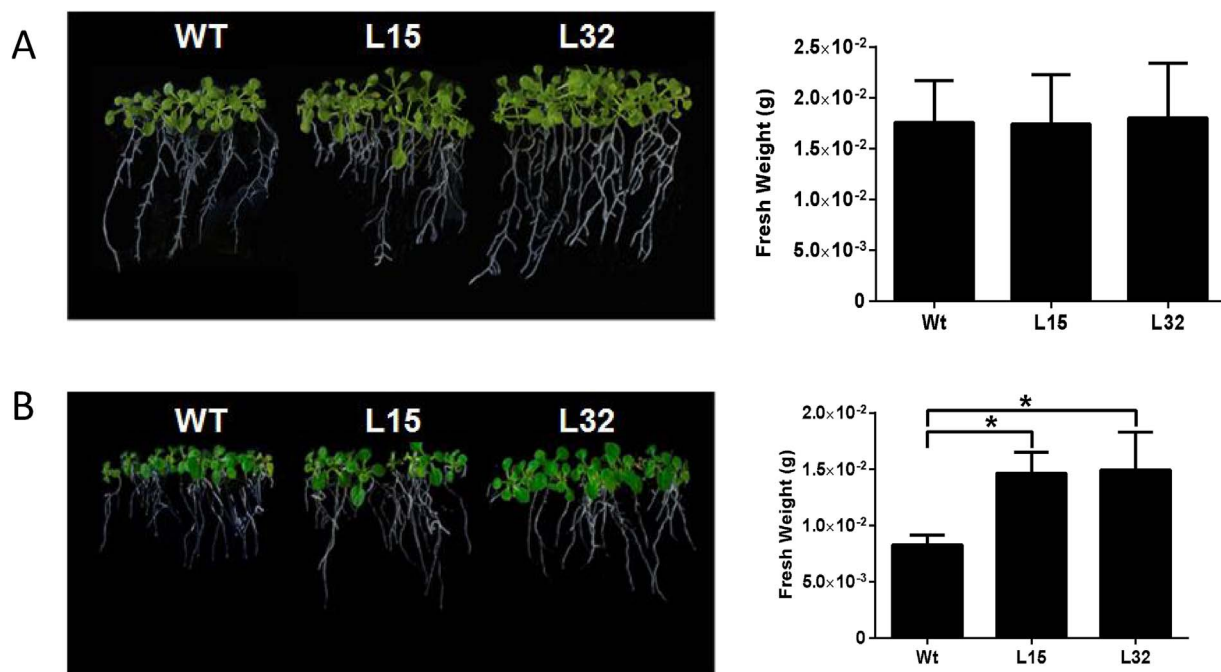 A
WT L15 L32
Fresh Weight (g)
2.5×10⁻²
2.0×10⁻²
1.5×10⁻²
1.0×10⁻²
5.0×10⁻³
0
Wt L15 L32
B
WT L15 L32
Fresh Weight (g)
2.0×10⁻²
1.5×10⁻²
1.0×10⁻²
5.0×10⁻³
0
*
*
Wt L15 L32